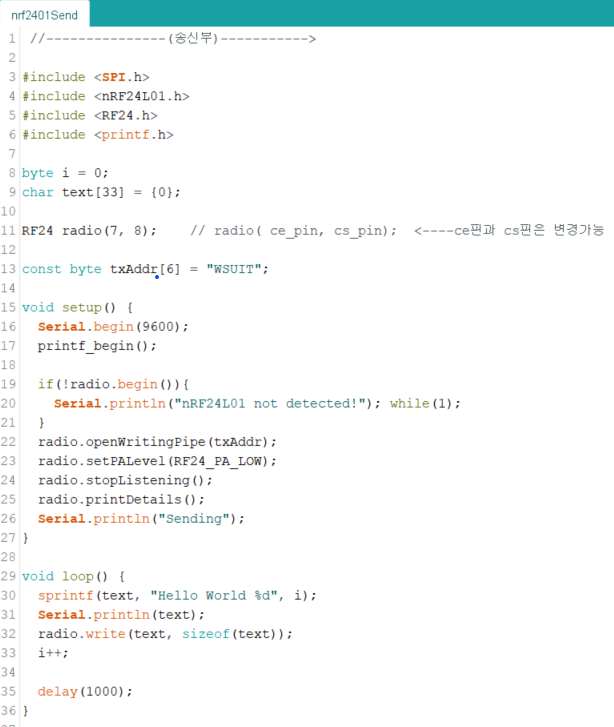 nrf2401Send
1 //---------------(송신부)----------->
2
3 #include <SPI.h>
4 #include <nRF24L01.h>
5 #include <RF24.h>
6 #include <printf.h>
7
8 byte i = 0;
9 char text[33] = {0};
10
11 RF24 radio(7, 8);    // radio( ce_pin, cs_pin);  <----ce핀과 cs핀은 변경가능
12
13 const byte txAddr[6] = "WSUIT";
14
15 void setup() {
16   Serial.begin(9600);
17   printf_begin();
18
19   if(!radio.begin()){
20     Serial.println("nRF24L01 not detected!"); while(1);
21   }
22   radio.openWritingPipe(txAddr);
23   radio.setPALevel(RF24_PA_LOW);
24   radio.stopListening();
25   radio.printDetails();
26   Serial.println("Sending");
27 }
28
29 void loop() {
30   sprintf(text, "Hello World %d", i);
31   Serial.println(text);
32   radio.write(text, sizeof(text));
33   i++;
34
35   delay(1000);
36 }